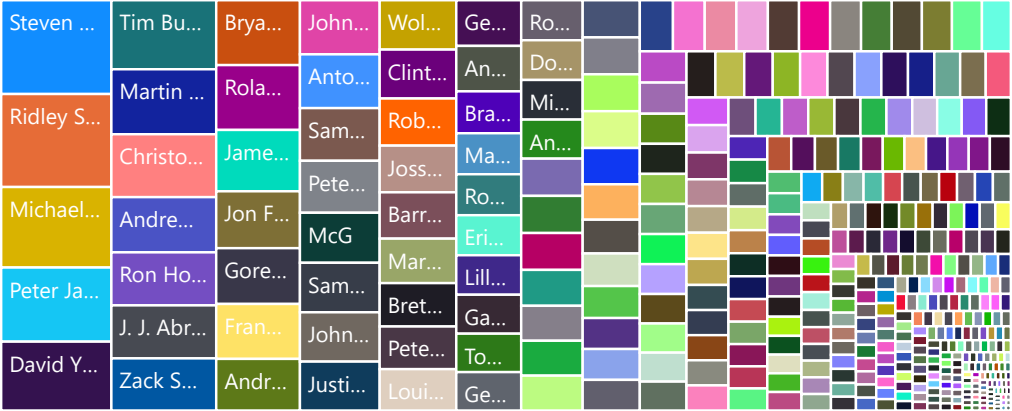 Steven ...
Ridley S...
Michael...
Peter Ja...
David Y...
Tim Bu...
Martin ...
Christo...
Andre...
Ron Ho...
J. J. Abr...
Zack S...
Brya...
Rola...
Jame...
Jon F...
Gore...
Fran...
Andr...
John...
Anto...
Sam...
Pete...
McG
Sam...
John...
Justi...
Wol...
Clint...
Rob...
Joss...
Barr...
Mar...
Bret...
Pete...
Loui...
Ge...
An...
Bra...
Ma...
Ro...
Eri...
Lill...
Ga...
To...
Ge...
Ro...
Do...
Mi...
An...